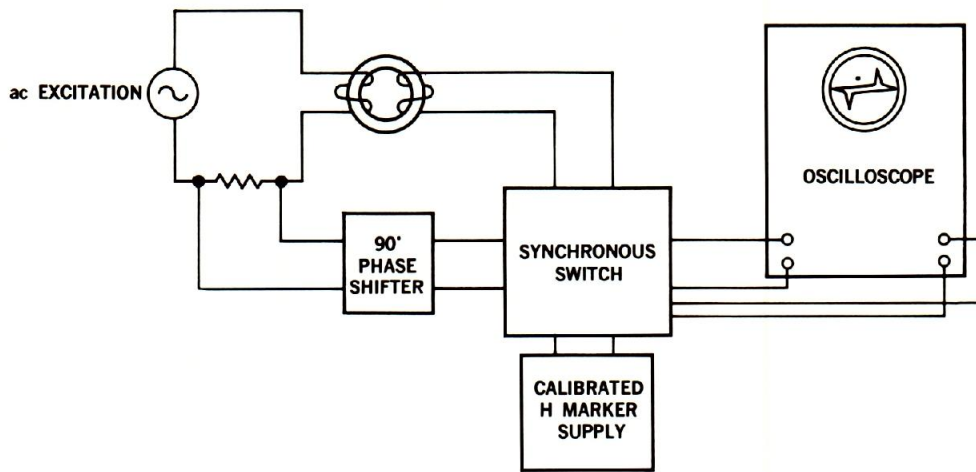 ac EXCITATION
OSCILLOSCOPE
90°
PHASE
SHIFTER
SYNCHRONOUS
SWITCH
CALIBRATED
H MARKER
SUPPLY